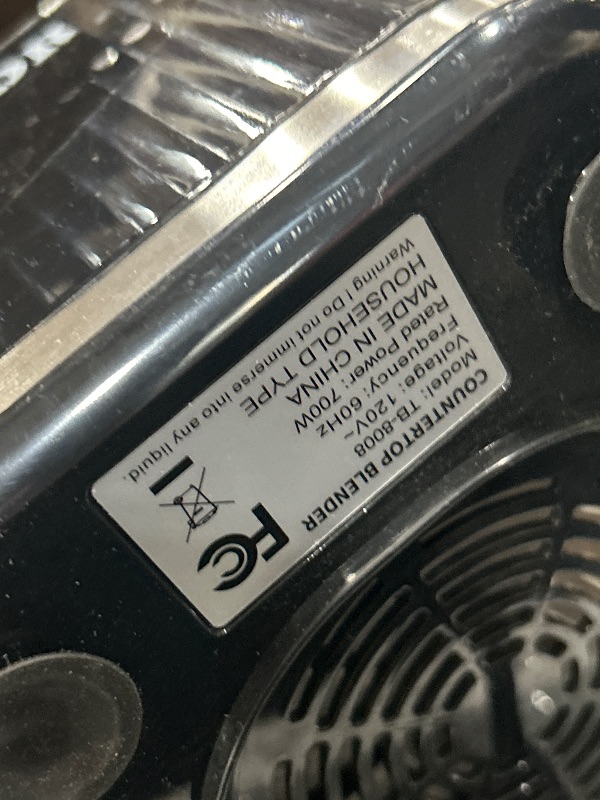 COUNTERTOP BLENDER
Model: TB-8008
Voltage: 120V~
Frequency: 60Hz
Rated Power: 700W
MADE IN CHINA
HOUSEHOLD TYPE
Warning! Do not immerse into any liquid.
FC